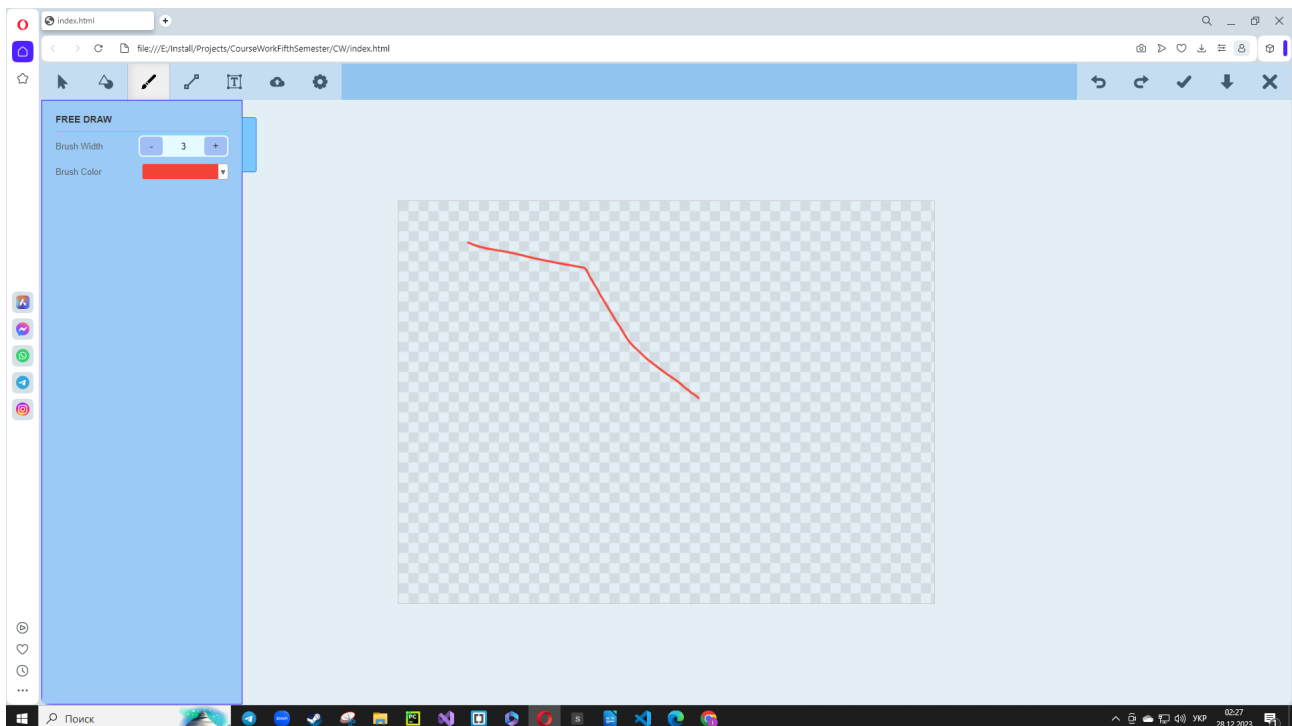 index.html
file:///E:/Install/Projects/CourseWorkFifthSemester/CW/index.html
FREE DRAW
Brush Width - 3 +
Brush Color
Поиск
УКР
02:27
28.12.2023